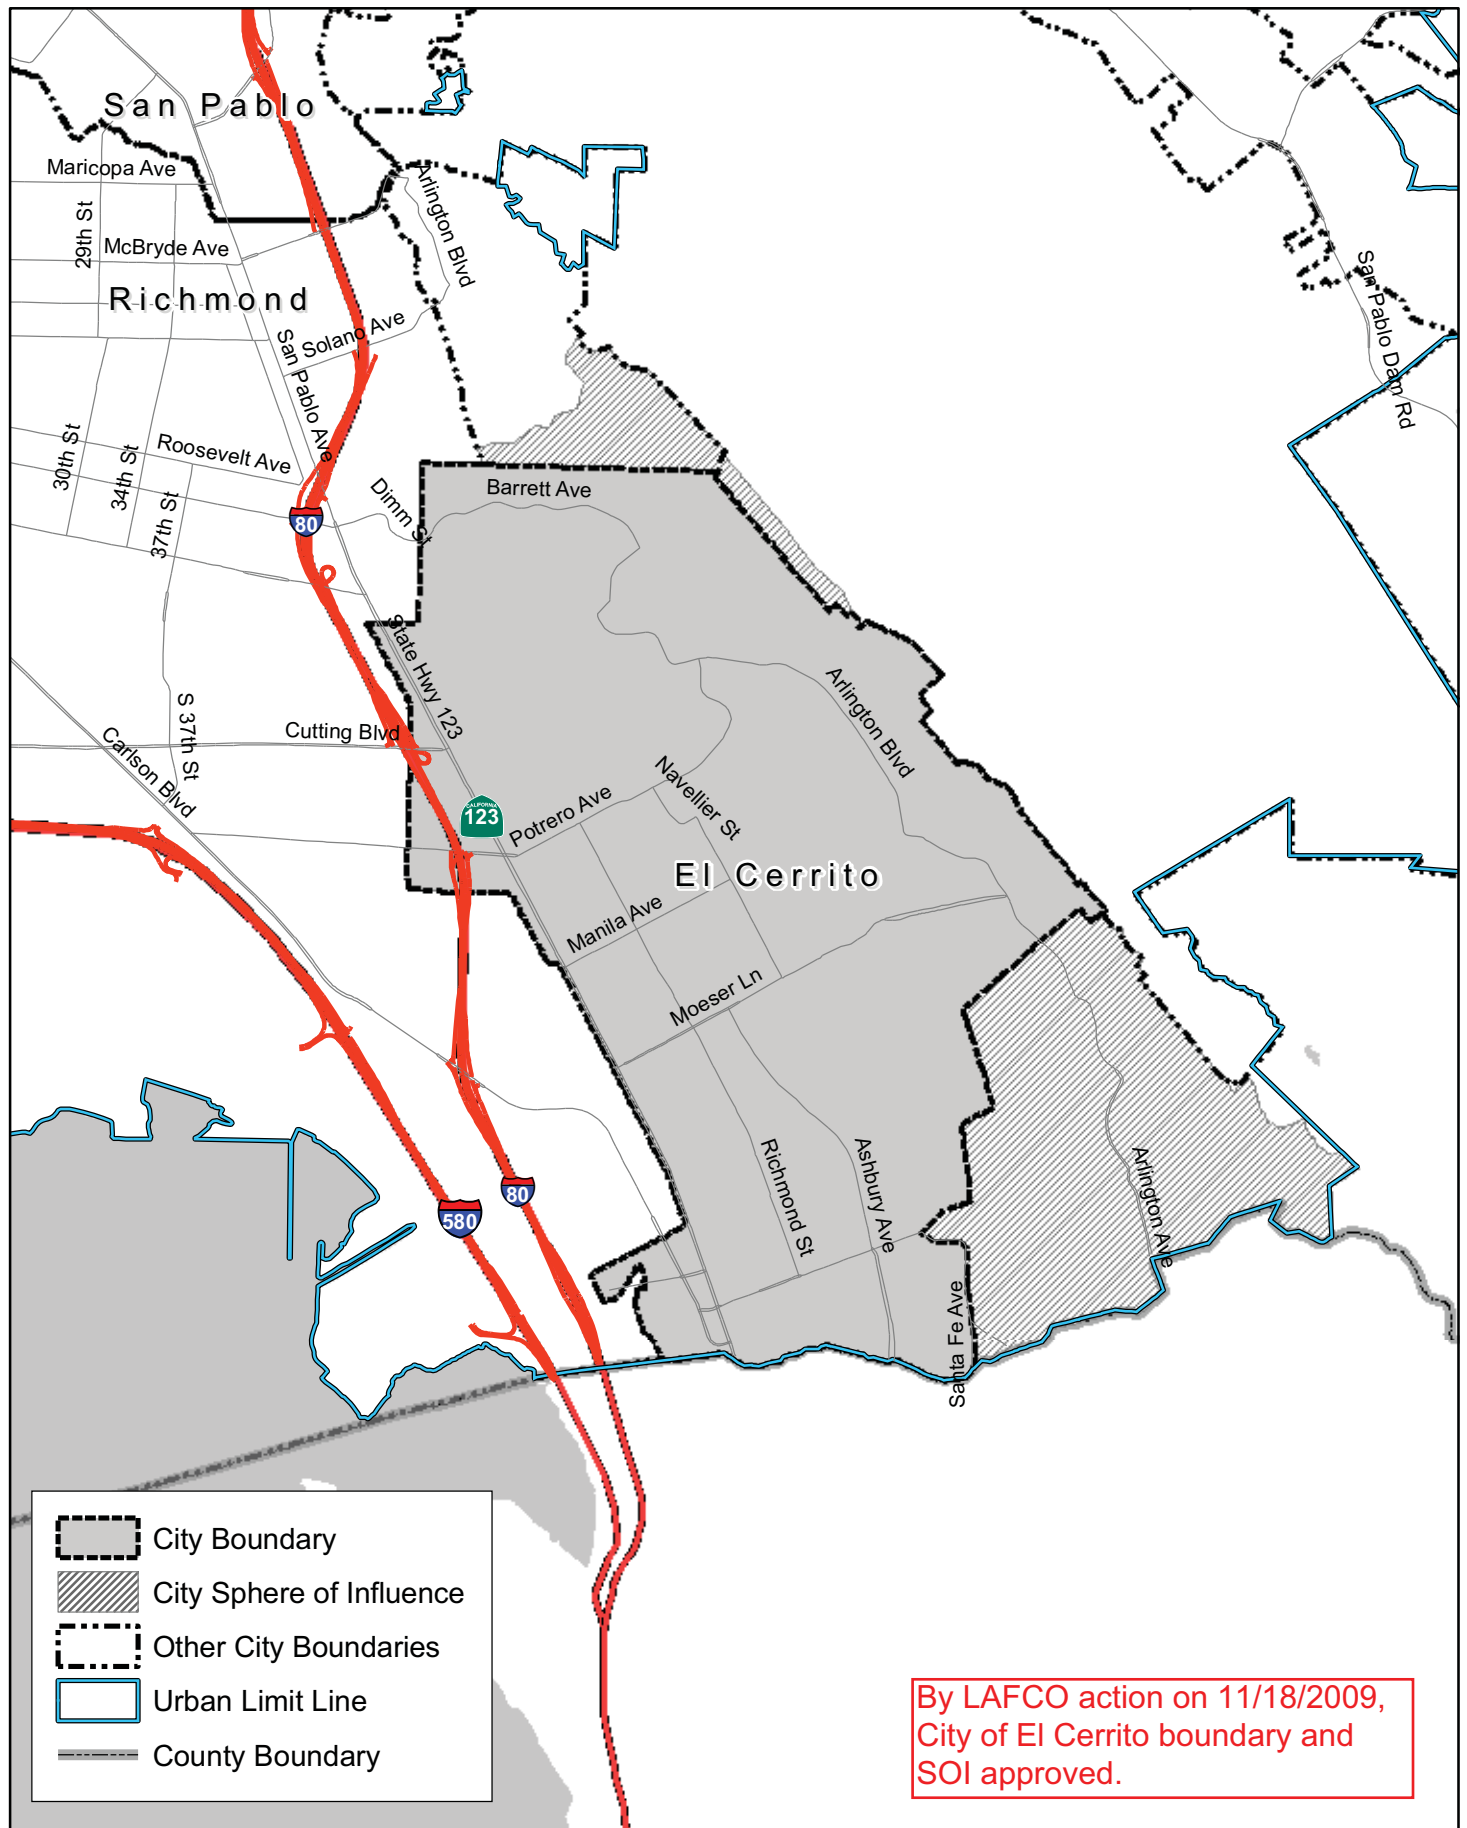 San Pablo
Maricopa Ave
29th St
McBryde Ave
Arlington Blvd
Richmond
San Pablo Ave
Solano Ave
San Pablo Dam Rd
30th St
34th St
Roosevelt Ave
37th St
80
Dimm St
Barrett Ave
State Hwy 123
S 37th St
Cutting Blvd
Carlson Blvd
Arlington Blvd
CALIFORNIA
123
Potrero Ave
Navellier St
El Cerrito
Manila Ave
Moeser Ln
Richmond St
Ashbury Ave
Arlington Ave
80
580
Santa Fe Ave
City Boundary
City Sphere of Influence
Other City Boundaries
Urban Limit Line
County Boundary
By LAFCO action on 11/18/2009,
City of El Cerrito boundary and
SOI approved.